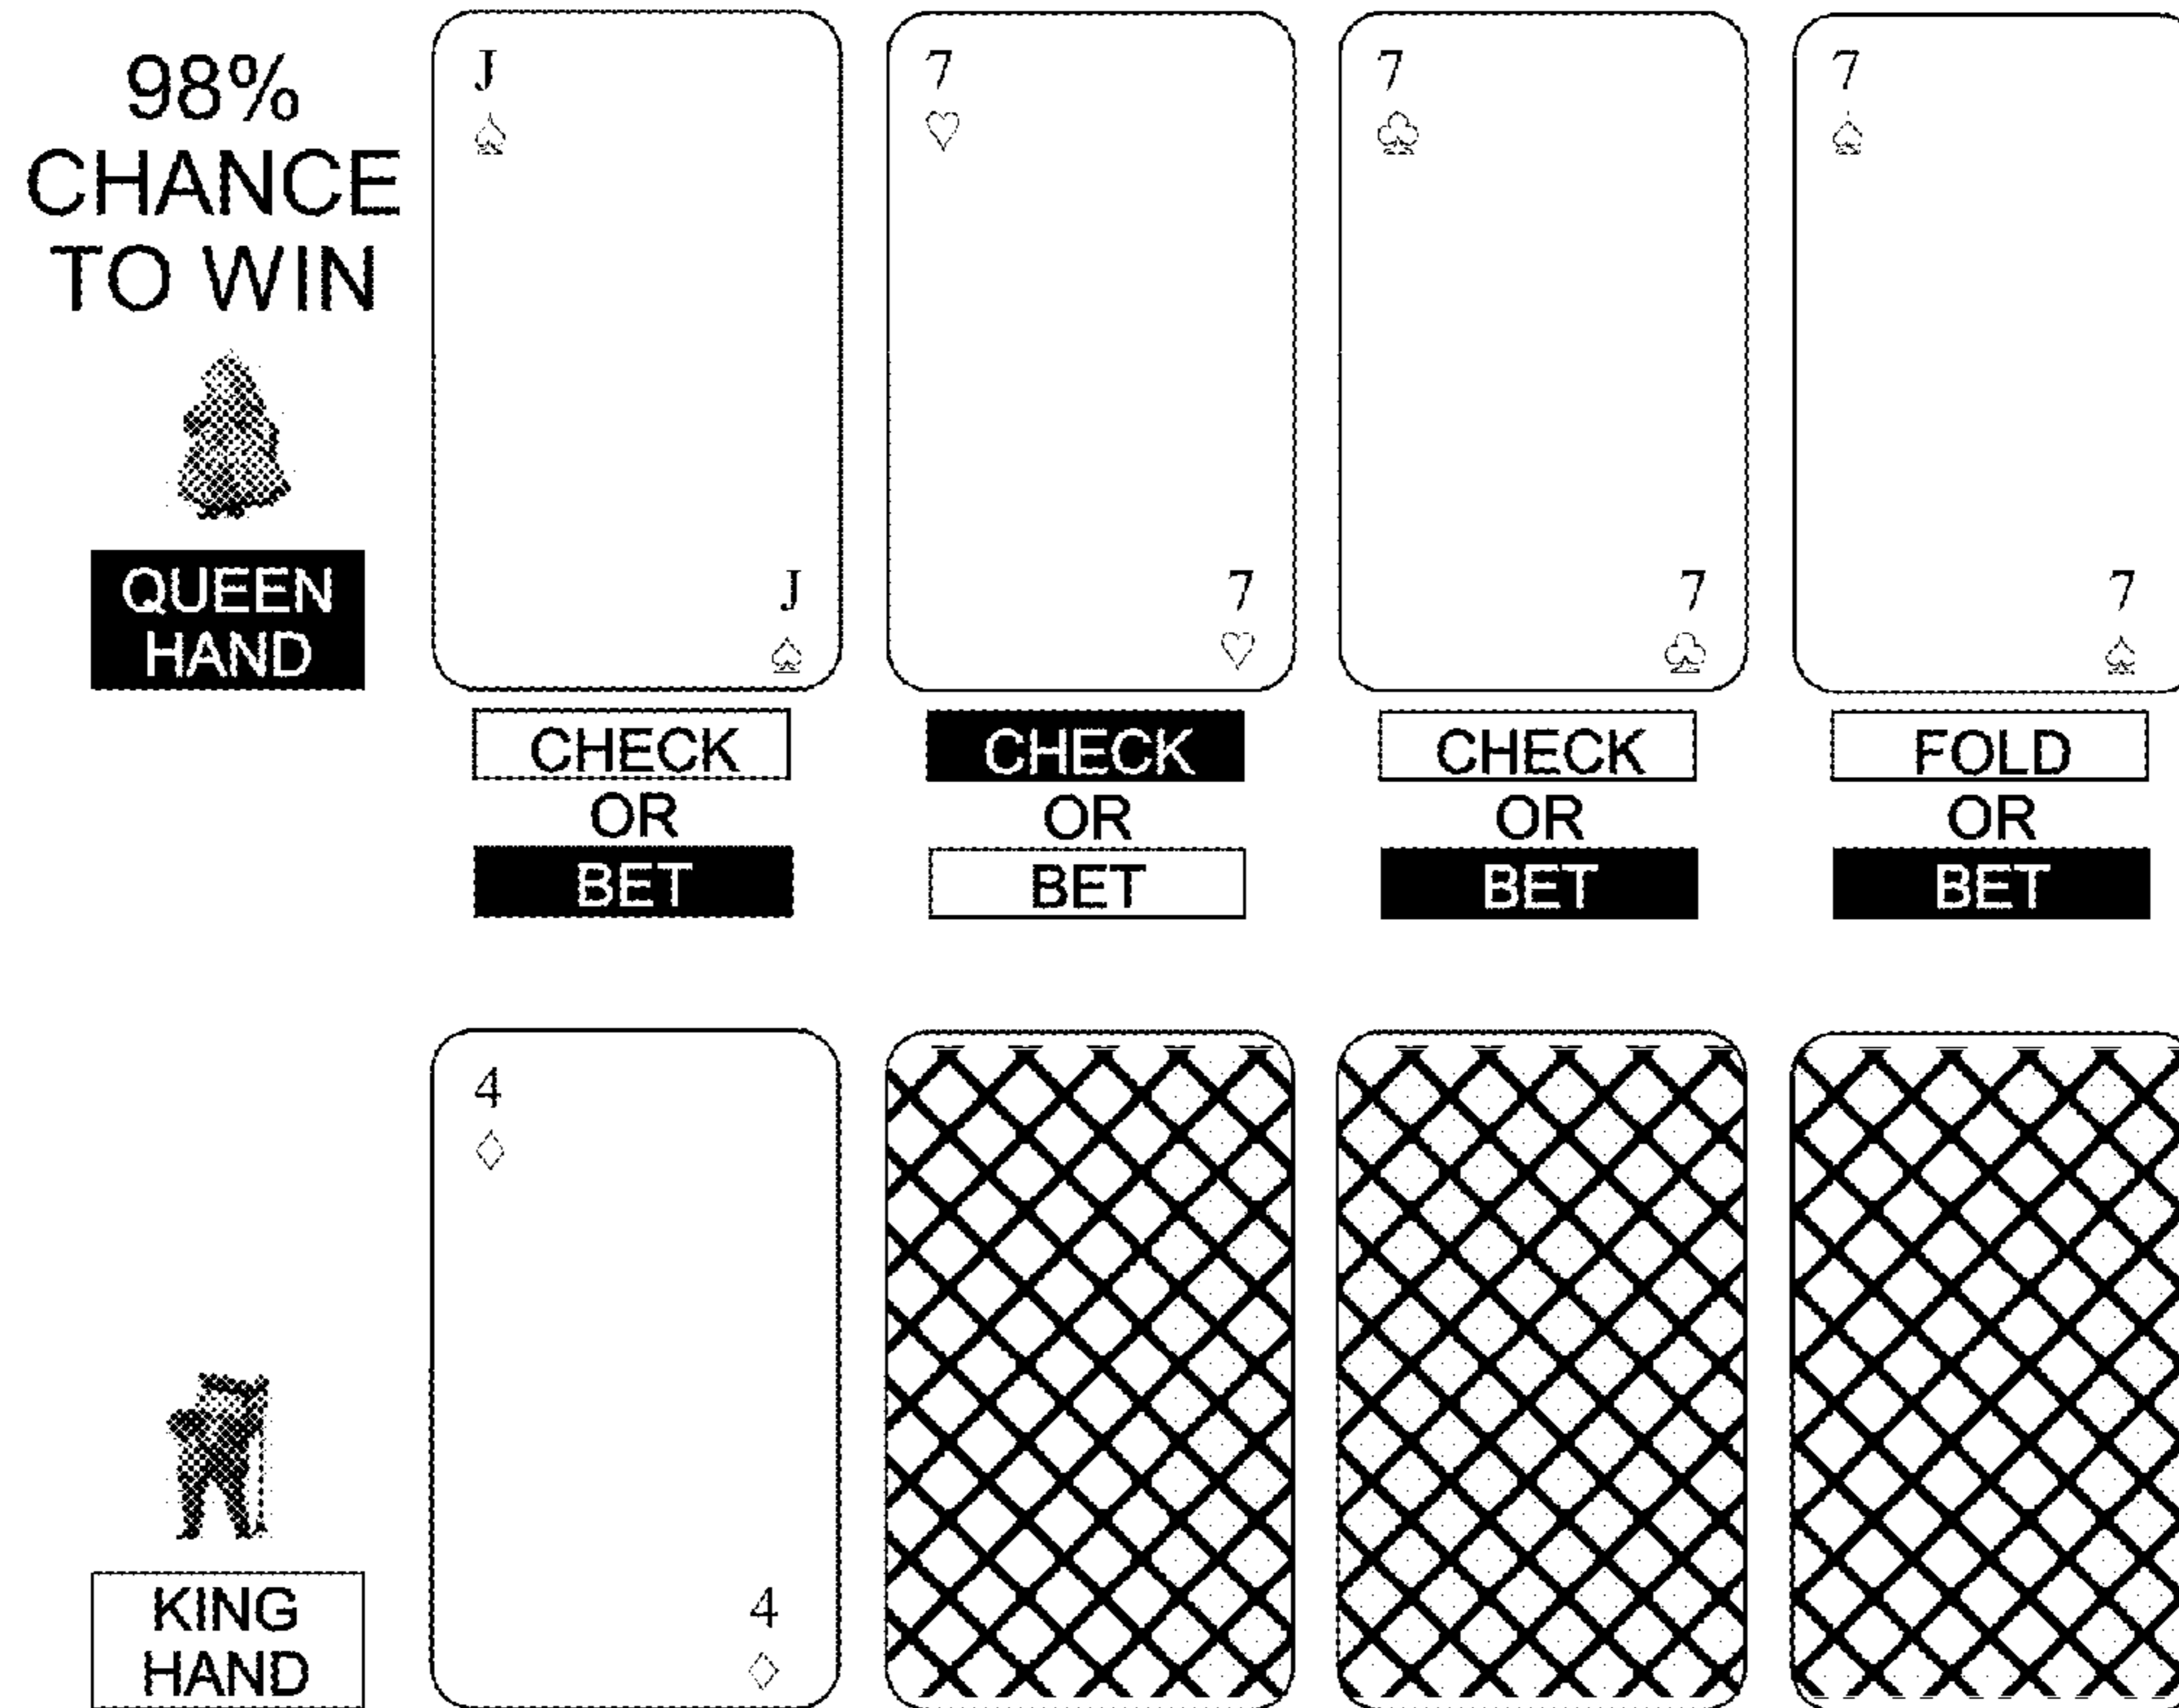 98%
CHANCE
TO WIN
QUEEN
HAND
J
♠
J
♠
7
♡
7
♡
7
♣
7
♣
7
♠
7
♠
CHECK
OR
BET
CHECK
OR
BET
CHECK
OR
BET
FOLD
OR
BET
KING
HAND
4
♢
4
♢